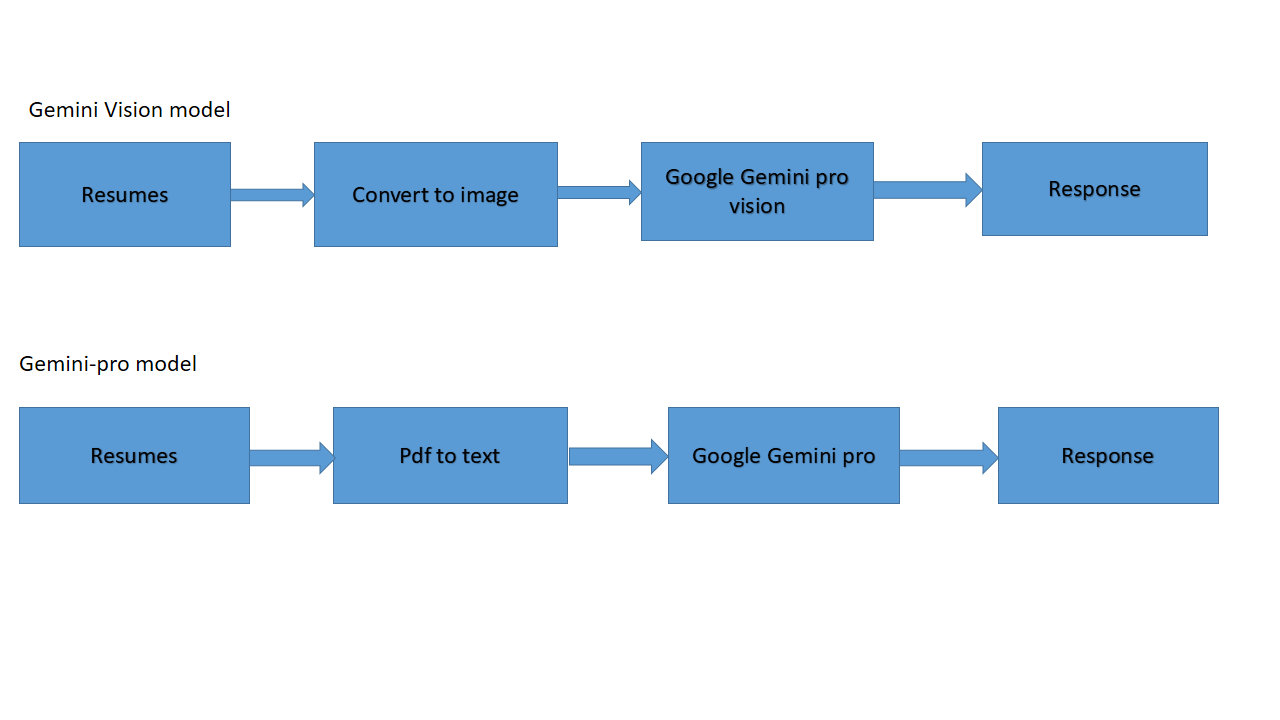 Gemini Vision model
Resumes
Convert to image
Google Gemini pro
vision
Response
Gemini-pro model
Resumes
Pdf to text
Google Gemini pro
Response